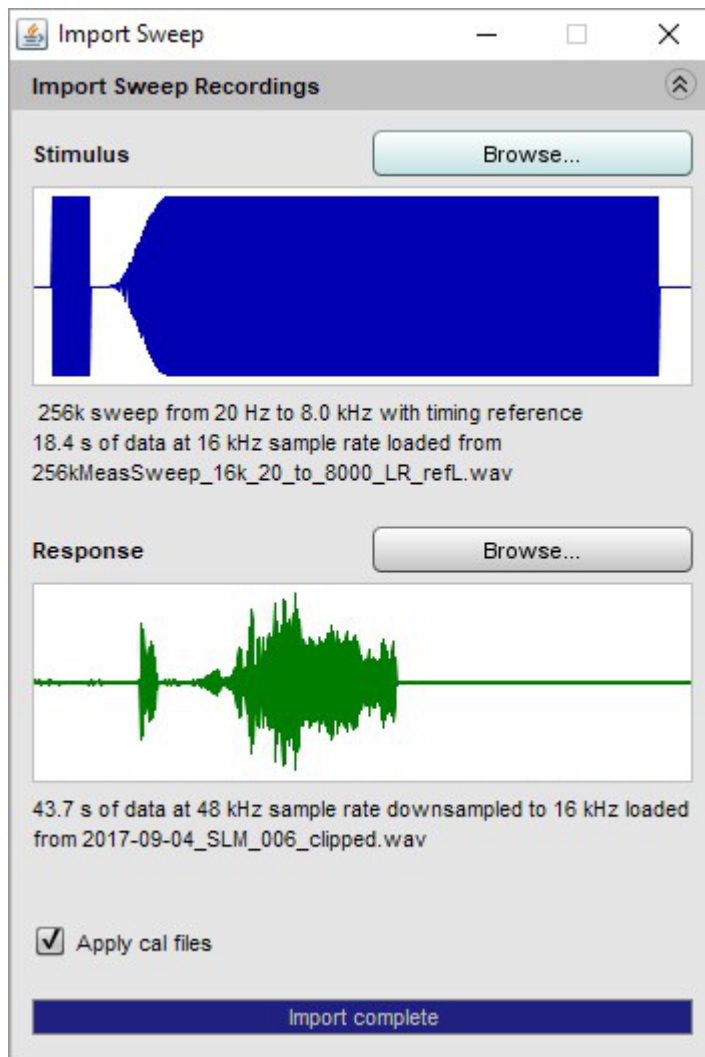 Import Sweep
Import Sweep Recordings
Stimulus
Browse...
256k sweep from 20 Hz to 8.0 kHz with timing reference
18.4 s of data at 16 kHz sample rate loaded from
256kMeasSweep_16k_20_to_8000_LR_refL.wav
Response
Browse...
43.7 s of data at 48 kHz sample rate downsampled to 16 kHz loaded
from 2017-09-04_SLM_006_clipped.wav
Apply cal files
Import complete